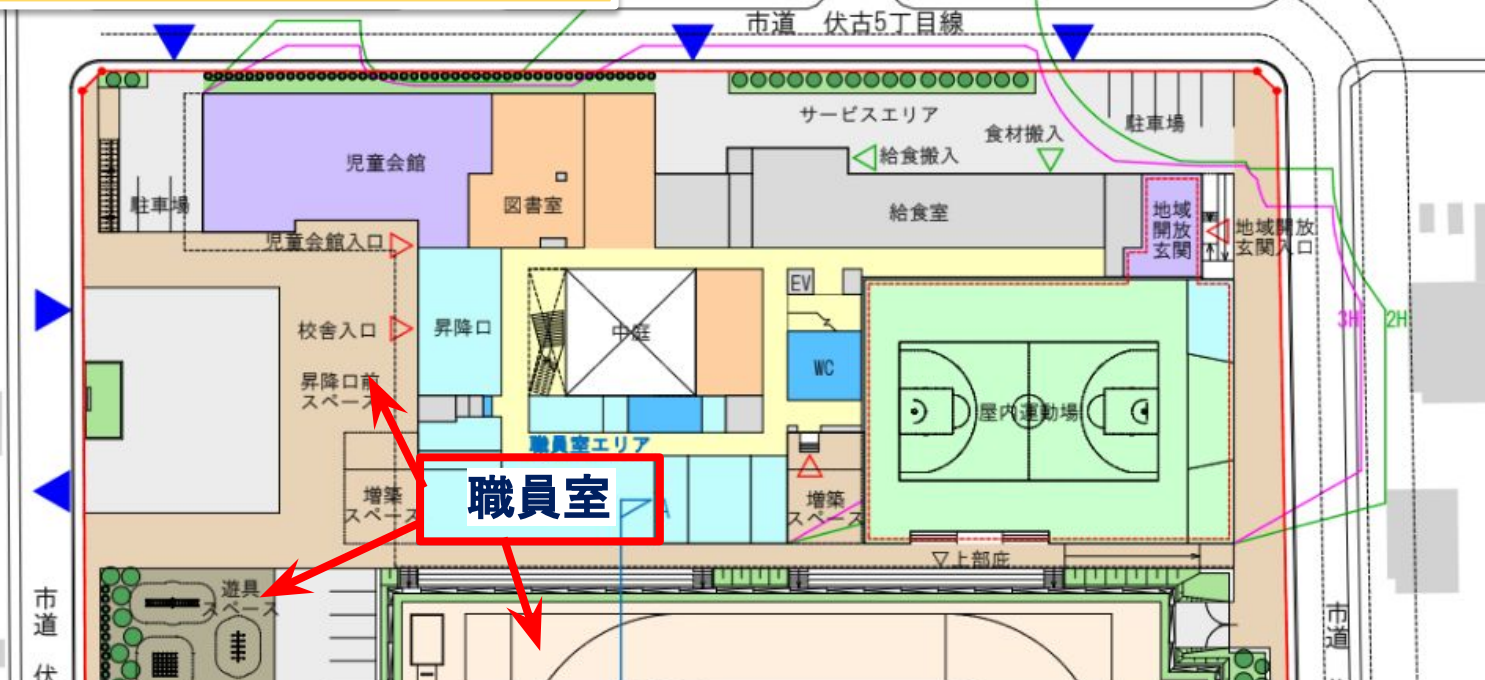 市道　伏古5丁目線
サービスエリア
食材搬入
駐車場
給食搬入
児童会館
図書室
駐車場
給食室
地域
開放
玄関
地域開放
玄関入口
児童会館入口
EV
校舎入口
昇降口
中庭
3H
2H
WC
昇降口前
スペース
屋内運動場
職員室エリア
職員室
A
増築
スペース
増築
スペース
▽上部庇
遊具
スペース
市道 伏
市道